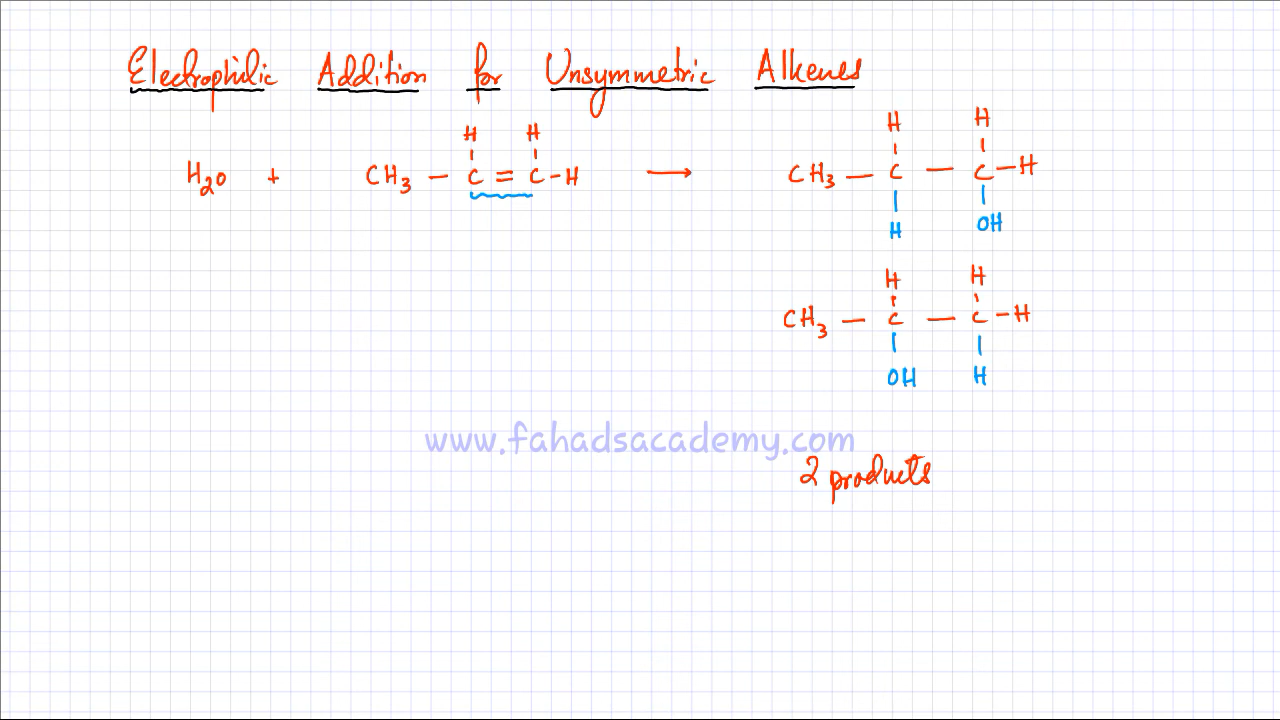 Electrophilic Addition for Unsymmetric Alkenes
H H H H
H₂O + CH₃ — C = C - H → CH₃ — C — C — H
H OH
H H
CH₃ — C — C - H
OH H
www.fahadsacademy.com
2 products